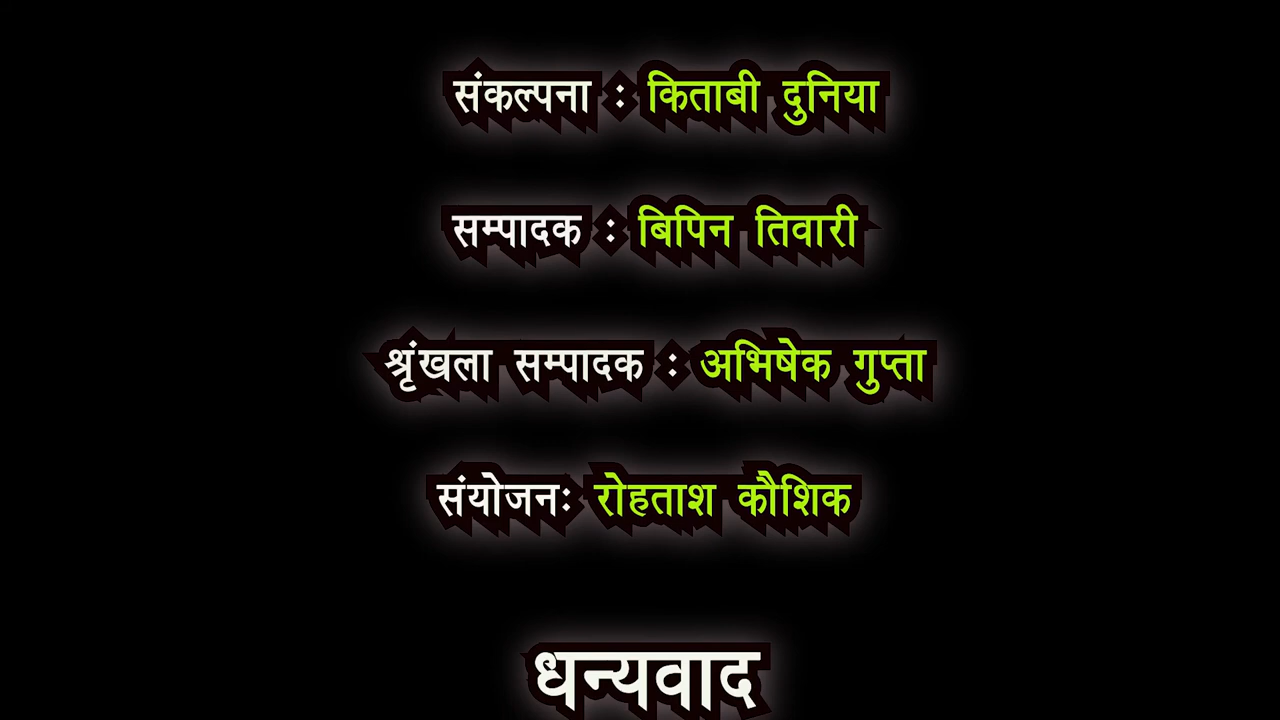 संकल्पना : किताबी दुनिया
सम्पादक : बिपिन तिवारी
श्रृंखला सम्पादक : अभिषेक गुप्ता
संयोजनः रोहताश कौशिक
धन्यवाद